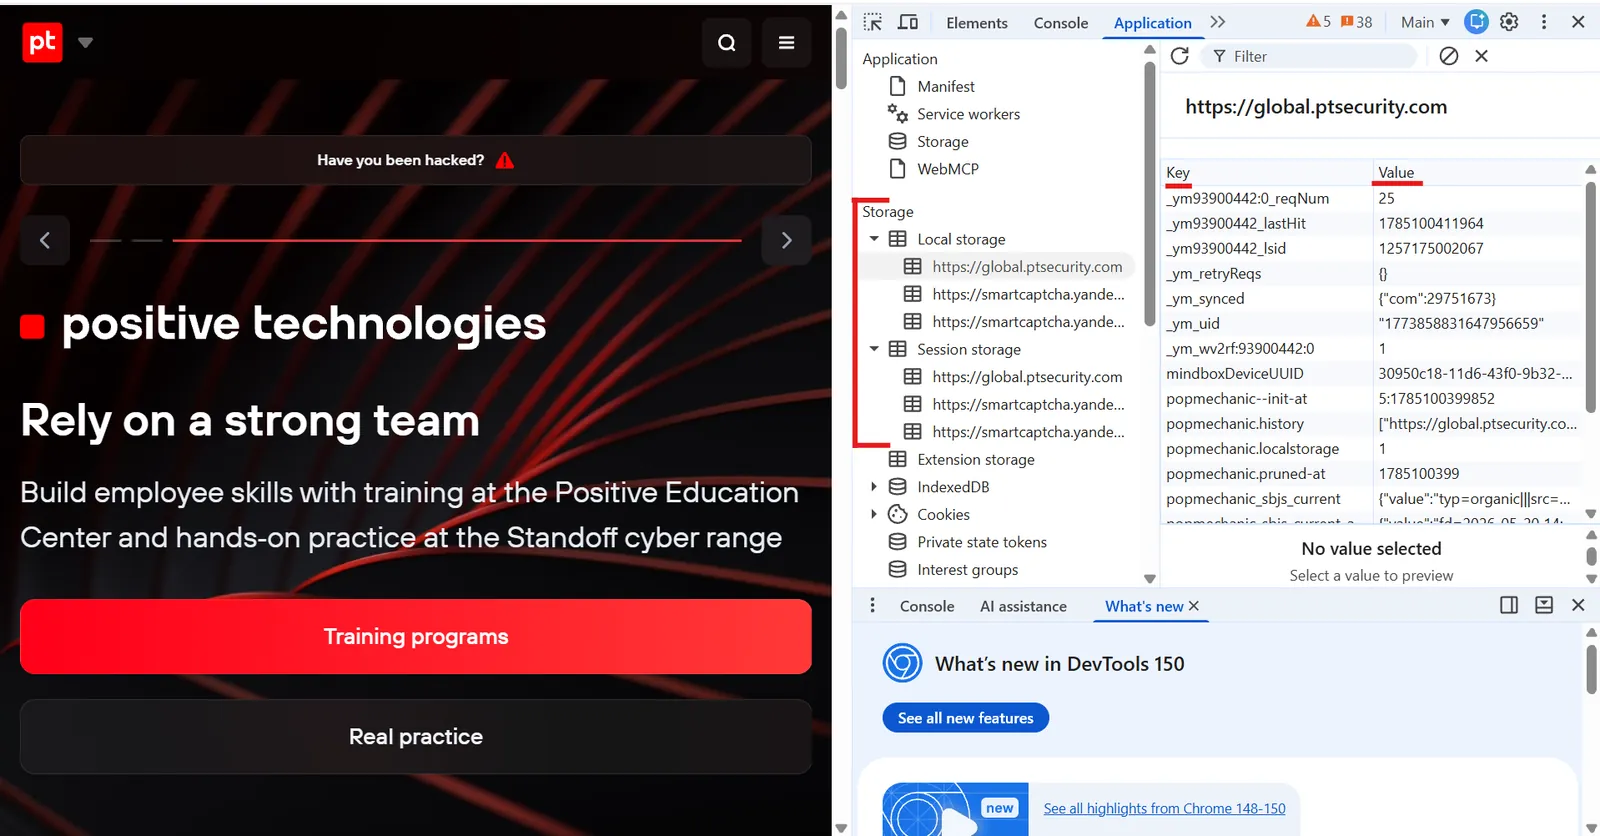 pt
Have you been hacked?
positive technologies
Rely on a strong team
Build employee skills with training at the Positive Education
Center and hands-on practice at the Standoff cyber range
Training programs
Real practice
Elements Console Application 5 38 Main
Application
Manifest
Service workers
Storage
WebMCP
Storage
Local storage
https://global.ptsecurity.com
https://smartcaptcha.yande...
https://smartcaptcha.yande...
Session storage
https://global.ptsecurity.com
https://smartcaptcha.yande...
https://smartcaptcha.yande...
Extension storage
IndexedDB
Cookies
Private state tokens
Interest groups
Filter
https://global.ptsecurity.com
Key Value
_ym93900442:0_reqNum 25
_ym93900442_lastHit 1785100411964
_ym93900442_lsid 1257175002067
_ym_retryReqs {}
_ym_synced {"com":29751673}
_ym_uid "1773858831647956659"
_ym_wv2rf:93900442:0 1
mindboxDeviceUUID 30950c18-11d6-43f0-9b32-...
popmechanic--init-at 5:1785100399852
popmechanic.history ["https://global.ptsecurity.co...
popmechanic.localstorage 1
popmechanic.pruned-at 1785100399
popmechanic_sbjs_current {"value":"typ=organic|||src=...
No value selected
Select a value to preview
Console AI assistance What's new
What's new in DevTools 150
See all new features
new
See all highlights from Chrome 148-150